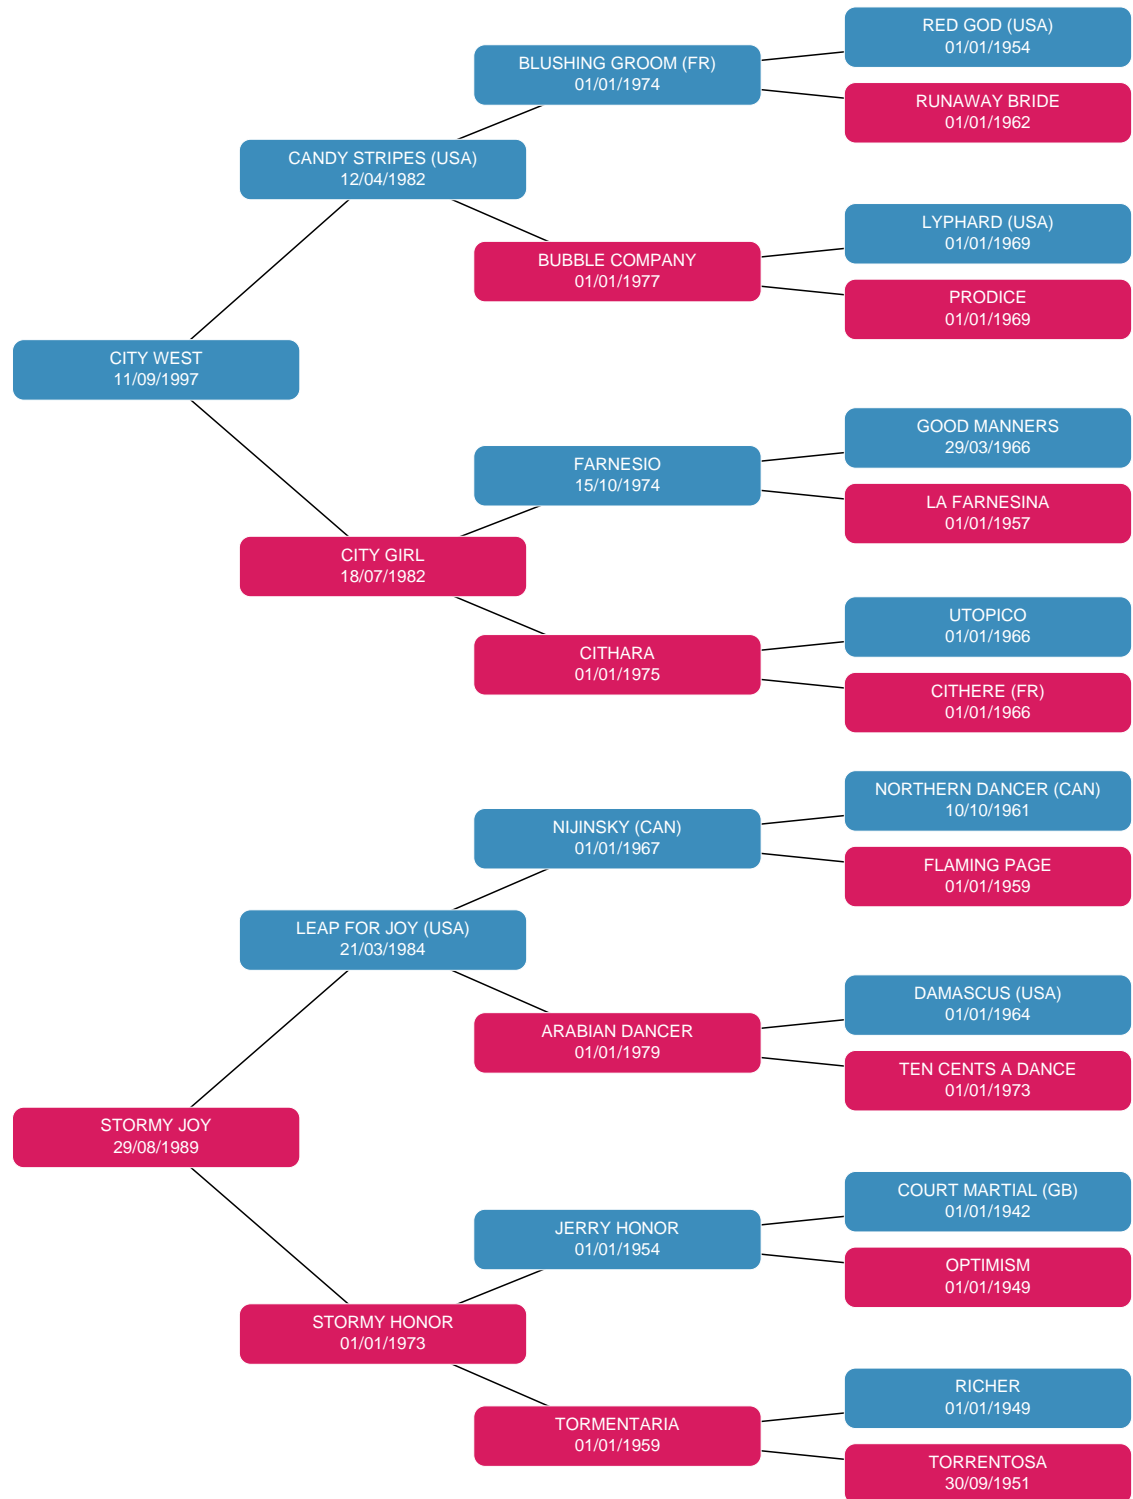 RED GOD (USA)
01/01/1954
BLUSHING GROOM (FR)
01/01/1974
RUNAWAY BRIDE
01/01/1962
CANDY STRIPES (USA)
12/04/1982
LYPHARD (USA)
01/01/1969
BUBBLE COMPANY
01/01/1977
PRODICE
01/01/1969
CITY WEST
11/09/1997
GOOD MANNERS
29/03/1966
FARNESIO
15/10/1974
LA FARNESINA
01/01/1957
CITY GIRL
18/07/1982
UTOPICO
01/01/1966
CITHARA
01/01/1975
CITHERE (FR)
01/01/1966
NORTHERN DANCER (CAN)
10/10/1961
NIJINSKY (CAN)
01/01/1967
FLAMING PAGE
01/01/1959
LEAP FOR JOY (USA)
21/03/1984
DAMASCUS (USA)
01/01/1964
ARABIAN DANCER
01/01/1979
TEN CENTS A DANCE
01/01/1973
STORMY JOY
29/08/1989
COURT MARTIAL (GB)
01/01/1942
JERRY HONOR
01/01/1954
OPTIMISM
01/01/1949
STORMY HONOR
01/01/1973
RICHER
01/01/1949
TORMENTARIA
01/01/1959
TORRENTOSA
30/09/1951